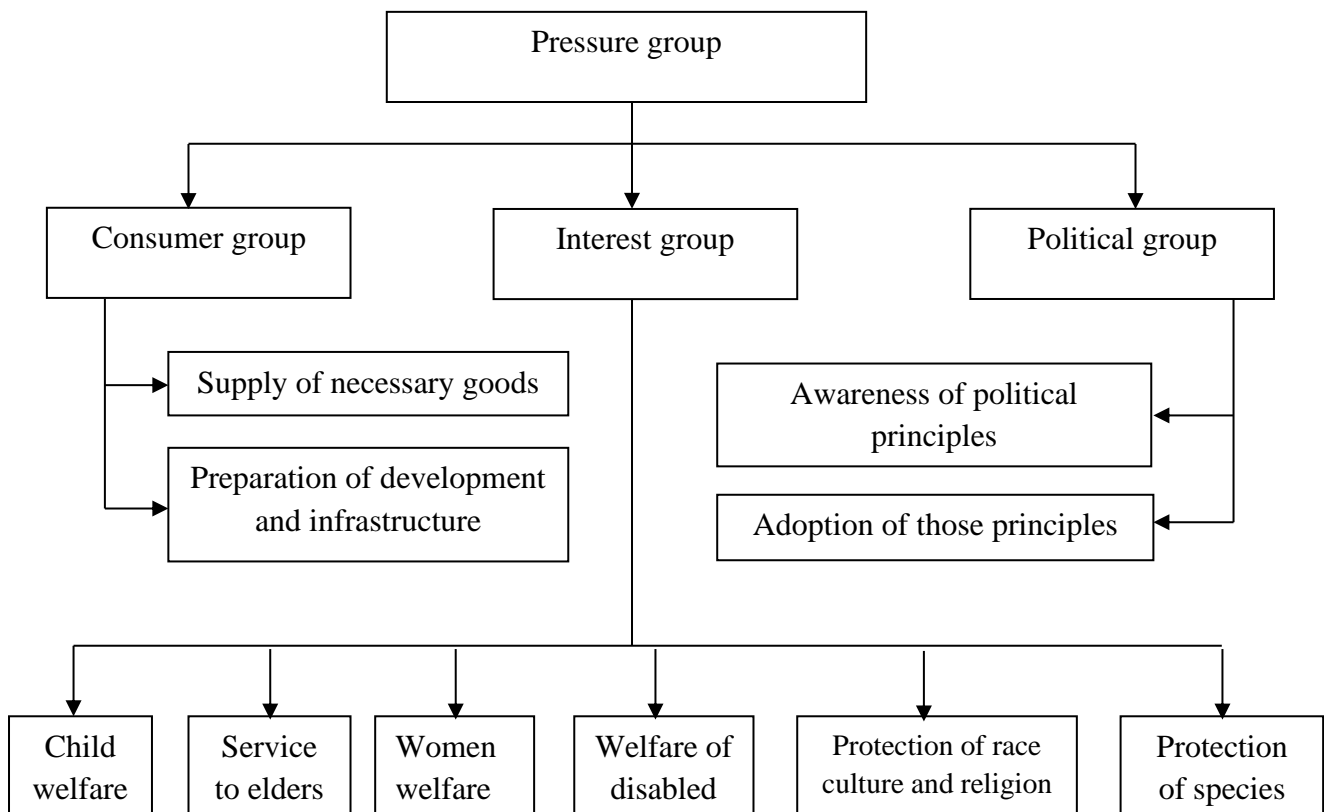 Pressure group
Consumer group
Interest group
Political group
Supply of necessary goods
Preparation of development
and infrastructure
Awareness of political
principles
Adoption of those principles
Child
welfare
Service
to elders
Women
welfare
Welfare of
disabled
Protection of race
culture and religion
Protection
of species